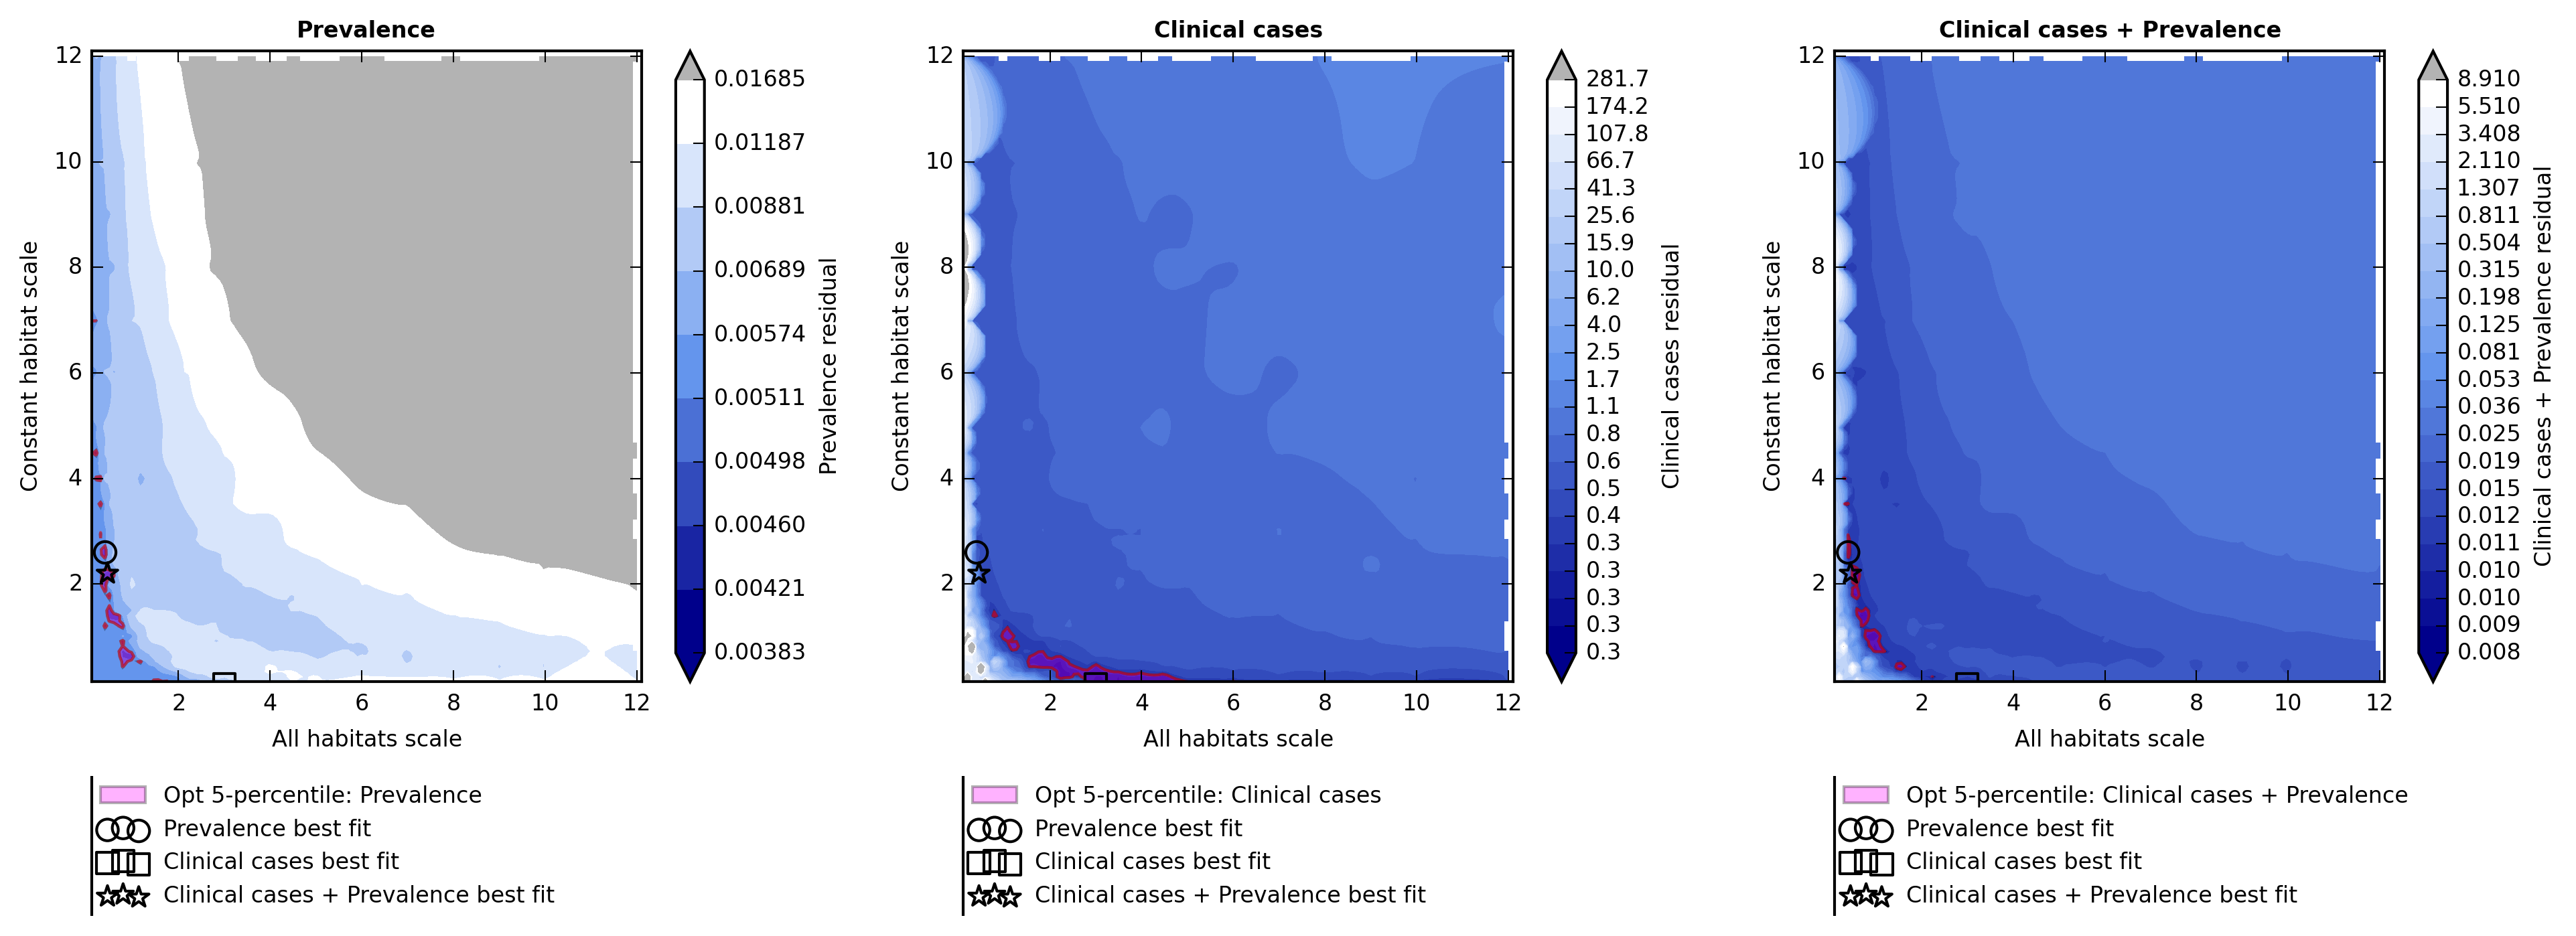 Prevalence
12
10
8
6
4
2
Constant habitat scale
2 4 6 8 10 12
All habitats scale
0.01685
0.01187
0.00881
0.00689
0.00574
0.00511
0.00498
0.00460
0.00421
0.00383
Prevalence residual
Opt 5-percentile: Prevalence
Prevalence best fit
Clinical cases best fit
Clinical cases + Prevalence best fit
Clinical cases
12
10
8
6
4
2
Constant habitat scale
2 4 6 8 10 12
All habitats scale
281.7
174.2
107.8
66.7
41.3
25.6
15.9
10.0
6.2
4.0
2.5
1.7
1.1
0.8
0.6
0.5
0.4
0.3
0.3
0.3
0.3
0.3
Clinical cases residual
Opt 5-percentile: Clinical cases
Prevalence best fit
Clinical cases best fit
Clinical cases + Prevalence best fit
Clinical cases + Prevalence
12
10
8
6
4
2
Constant habitat scale
2 4 6 8 10 12
All habitats scale
8.910
5.510
3.408
2.110
1.307
0.811
0.504
0.315
0.198
0.125
0.081
0.053
0.036
0.025
0.019
0.015
0.012
0.011
0.010
0.010
0.009
0.008
Clinical cases + Prevalence residual
Opt 5-percentile: Clinical cases + Prevalence
Prevalence best fit
Clinical cases best fit
Clinical cases + Prevalence best fit